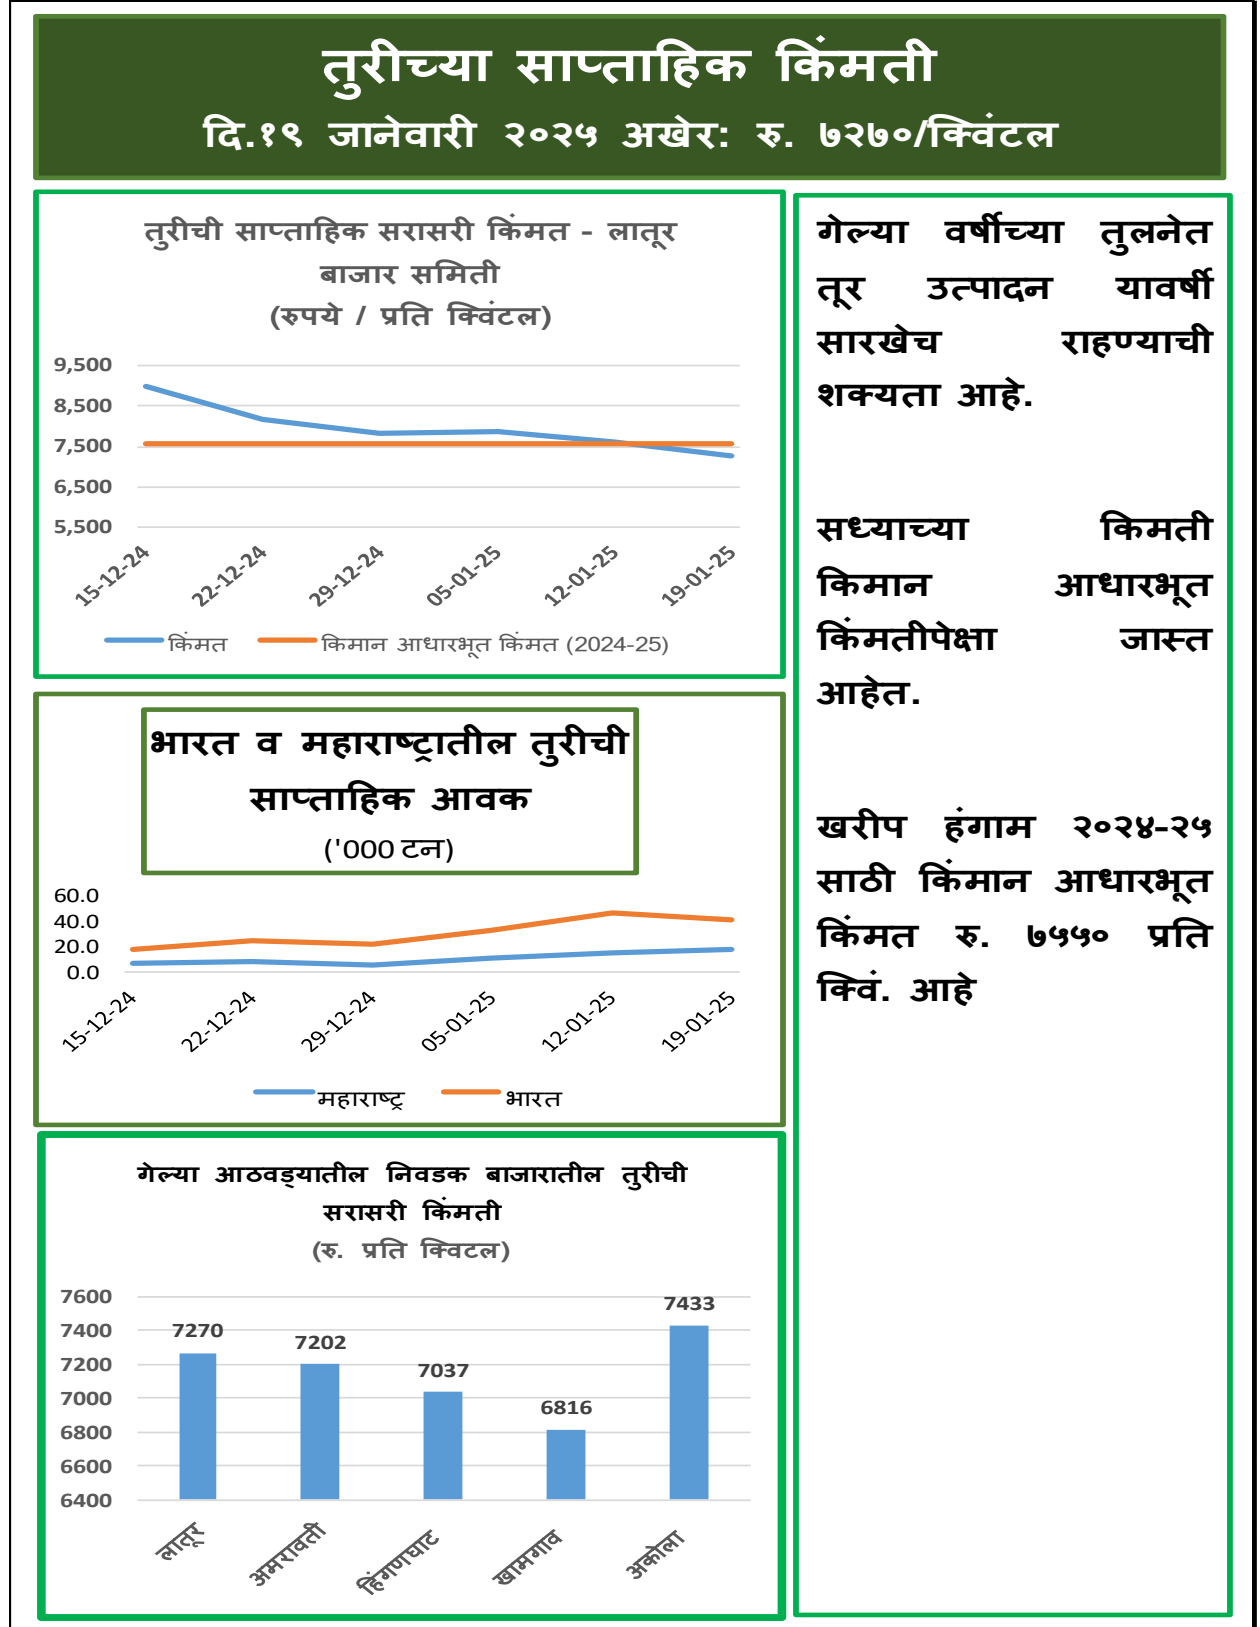 तुरीच्या साप्ताहिक किंमती
दि.१९ जानेवारी २०२५ अखेर: रु. ७२७०/क्विंटल
तुरीची साप्ताहिक सरासरी किंमत - लातूर
बाजार समिती
(रुपये / प्रति क्विंटल)
9,500
8,500
7,500
6,500
5,500
15-12-24
22-12-24
29-12-24
05-01-25
12-01-25
19-01-25
किंमत
किमान आधारभूत किंमत (2024-25)
भारत व महाराष्ट्रातील तुरीची
साप्ताहिक आवक
('000 टन)
60.0
40.0
20.0
0.0
15-12-24
22-12-24
29-12-24
05-01-25
12-01-25
19-01-25
महाराष्ट्र
भारत
गेल्या आठवड्यातील निवडक बाजारातील तुरीची
सरासरी किंमती
(रु. प्रति क्विटल)
7600
7400
7200
7000
6800
6600
6400
7270
7202
7037
6816
7433
लातूर
अमरावती
हिंगणघाट
खामगाव
अकोला
गेल्या वर्षीच्या तुलनेत
तूर उत्पादन यावर्षी
सारखेच राहण्याची
शक्यता आहे.
सध्याच्या किमती
किमान आधारभूत
किंमतीपेक्षा जास्त
आहेत.
खरीप हंगाम २०२४-२५
साठी किंमान आधारभूत
किंमत रु. ७५५० प्रति
क्विं. आहे